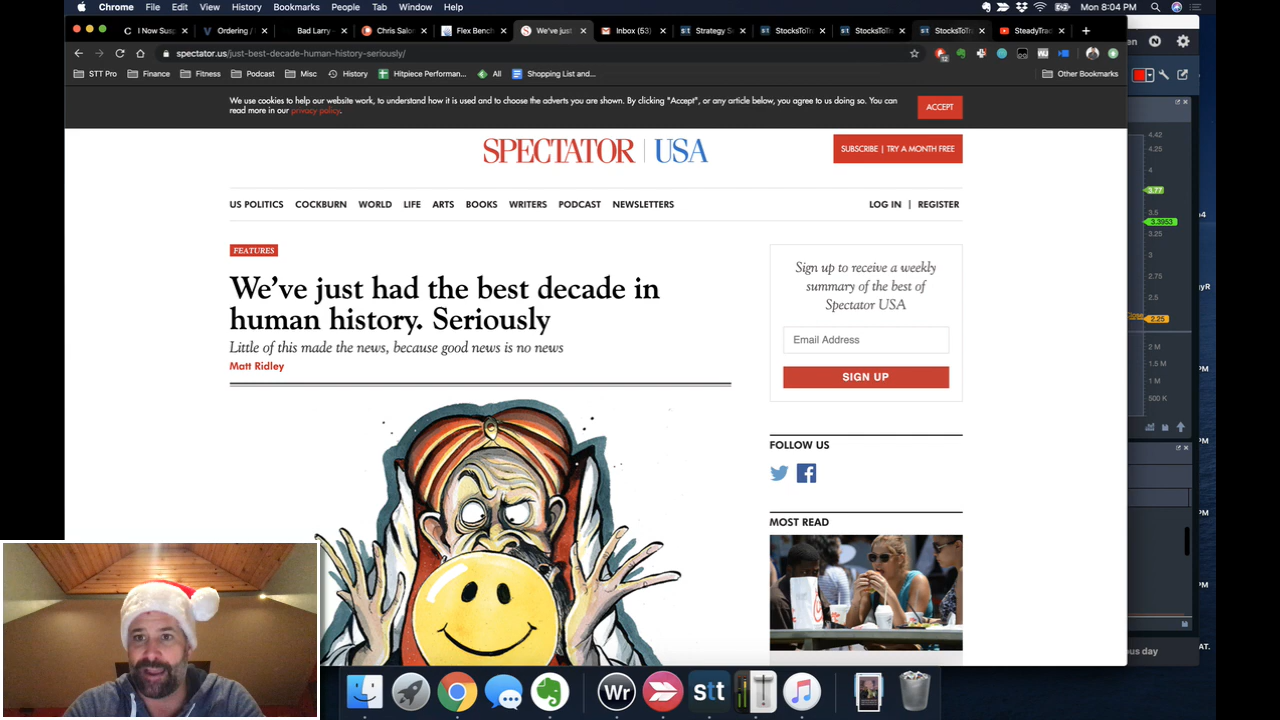 Chrome File Edit View History Bookmarks People Tab Window Help Mon 8:04 PM
I Now Sus Ordering / Bad Larry Chris Salon Flex Bench We've just Inbox (53) Strategy S StocksToTr StocksToT StocksToTra SteadyTrad
spectator.us/just-best-decade-human-history-seriously/
STT Pro Finance Fitness Podcast Misc History Hitpiece Performan... All Shopping List and... Other Bookmarks
We use cookies to help our website work, to understand how it is used and to choose the adverts you are shown. By clicking "Accept", or any article below, you agree to us doing so. You can
read more in our privacy policy.
ACCEPT
SPECTATOR | USA
SUBSCRIBE | TRY A MONTH FREE
US POLITICS COCKBURN WORLD LIFE ARTS BOOKS WRITERS PODCAST NEWSLETTERS LOG IN | REGISTER
FEATURES
We've just had the best decade in
human history. Seriously
Little of this made the news, because good news is no news
Matt Ridley
Sign up to receive a weekly
summary of the best of
Spectator USA
Email Address
SIGN UP
FOLLOW US
MOST READ
4.42
4.25
4
3.77
3.5
3.3953
3.25
3
2.75
2.5
2.25
2 M
1.5 M
1 M
500 K
ous day
Wr
stt